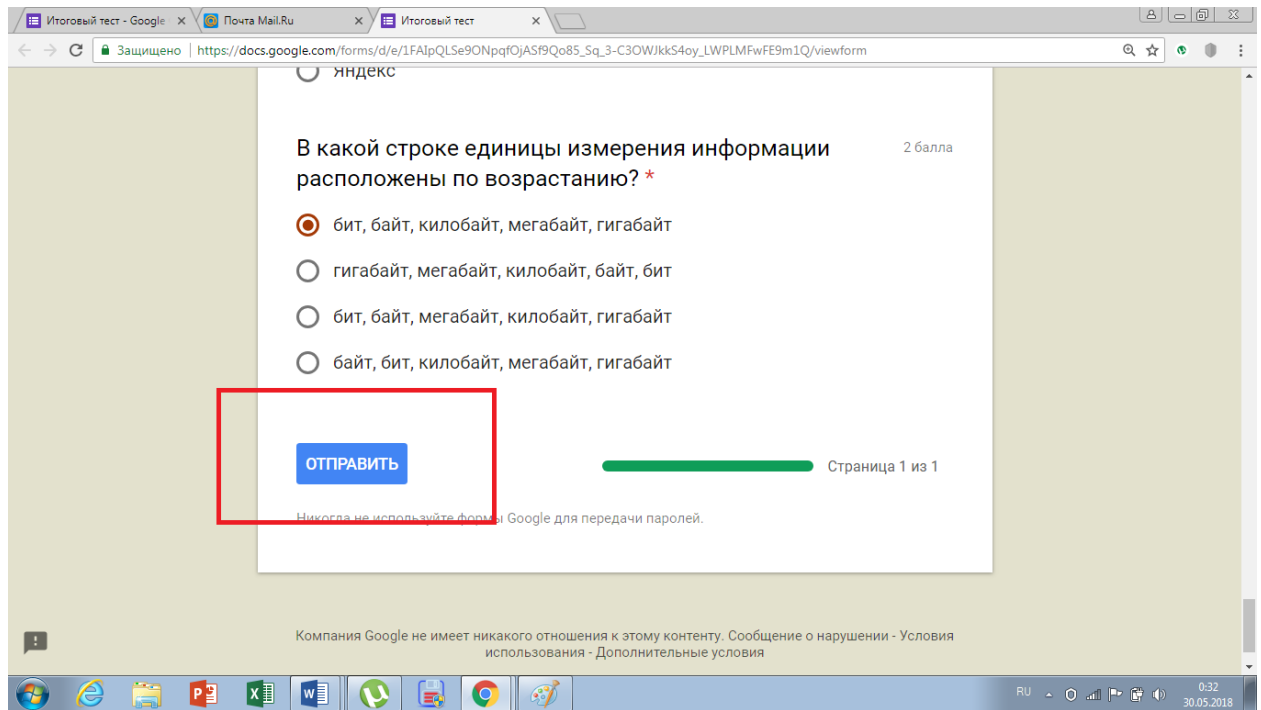 Итоговый тест - Google
Почта Mail.Ru
Итоговый тест
Защищено
https://docs.google.com/forms/d/e/1FAIpQLSe9ONpqfOjASf9Qo85_Sq_3-C3OWJkkS4oy_LWPLMFwFE9m1Q/viewform
Яндекс
В какой строке единицы измерения информации
2 балла
расположены по возрастанию? *
бит, байт, килобайт, мегабайт, гигабайт
гигабайт, мегабайт, килобайт, байт, бит
бит, байт, мегабайт, килобайт, гигабайт
байт, бит, килобайт, мегабайт, гигабайт
ОТПРАВИТЬ
Страница 1 из 1
Никогда не используйте формы Google для передачи паролей.
Компания Google не имеет никакого отношения к этому контенту. Сообщение о нарушении - Условия
использования - Дополнительные условия
RU
0:32
30.05.2018